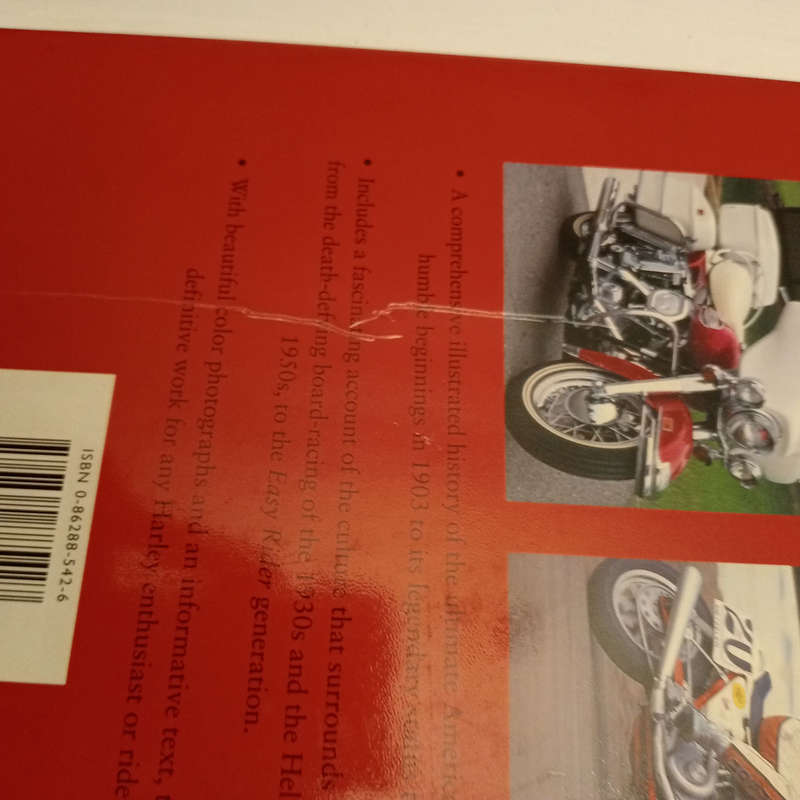 • A comprehensive illustrated history of the ultimate
humble beginnings in 1903 to its legendary status
• Includes a fascinating account of the culture that surrounds
from the death-defying board-racing of the 1930s and the
1950s, to the Easy Rider generation.
• With beautiful color photographs and an informative text,
definitive work for any Harley enthusiast or
ISBN 0-86288-542-6
20